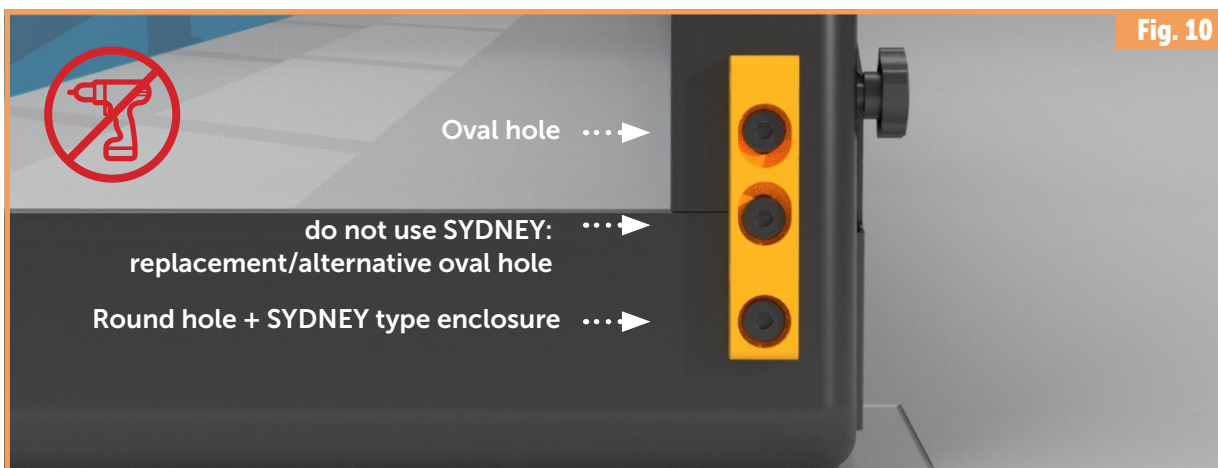 Fig. 10
Oval hole
do not use SYDNEY:
replacement/alternative oval hole
Round hole + SYDNEY type enclosure